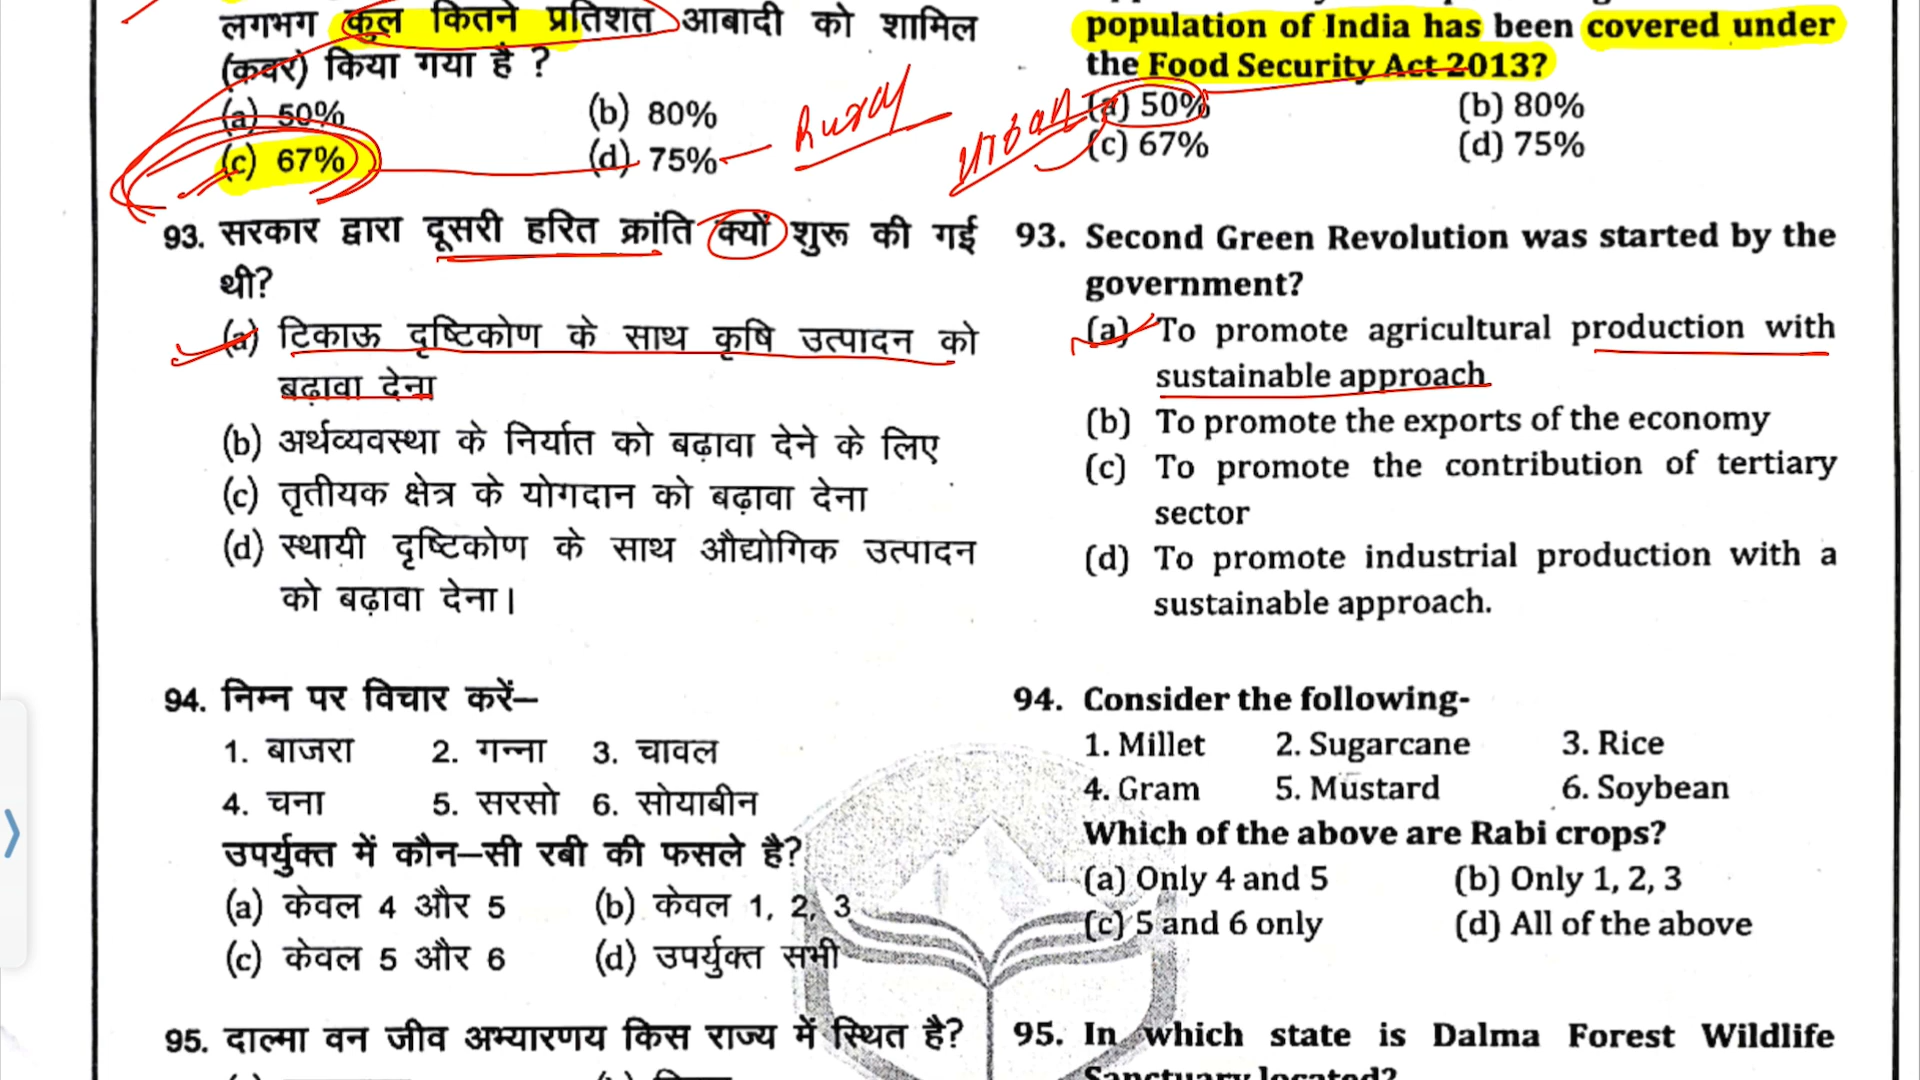 लगभग कुल कितने प्रतिशत आबादी को शामिल
(कवर) किया गया है ?
(a) 50% (b) 80%
(c) 67% (d) 75%
Rural
93. सरकार द्वारा दूसरी हरित क्रांति क्यों शुरू की गई
थी?
(a) टिकाऊ दृष्टिकोण के साथ कृषि उत्पादन को
बढ़ावा देना
(b) अर्थव्यवस्था के निर्यात को बढ़ावा देने के लिए
(c) तृतीयक क्षेत्र के योगदान को बढ़ावा देना
(d) स्थायी दृष्टिकोण के साथ औद्योगिक उत्पादन
को बढ़ावा देना।
94. निम्न पर विचार करें–
1. बाजरा 2. गन्ना 3. चावल
4. चना 5. सरसो 6. सोयाबीन
उपर्युक्त में कौन–सी रबी की फसले है?
(a) केवल 4 और 5 (b) केवल 1, 2, 3
(c) केवल 5 और 6 (d) उपर्युक्त सभी
95. दाल्मा वन जीव अभ्यारणय किस राज्य में स्थित है?
population of India has been covered under
the Food Security Act 2013?
Urban
(a) 50% (b) 80%
(c) 67% (d) 75%
93. Second Green Revolution was started by the
government?
(a) To promote agricultural production with
sustainable approach
(b) To promote the exports of the economy
(c) To promote the contribution of tertiary
sector
(d) To promote industrial production with a
sustainable approach.
94. Consider the following-
1. Millet 2. Sugarcane 3. Rice
4. Gram 5. Mustard 6. Soybean
Which of the above are Rabi crops?
(a) Only 4 and 5 (b) Only 1, 2, 3
(c) 5 and 6 only (d) All of the above
95. In which state is Dalma Forest Wildlife
Sanctuary located?